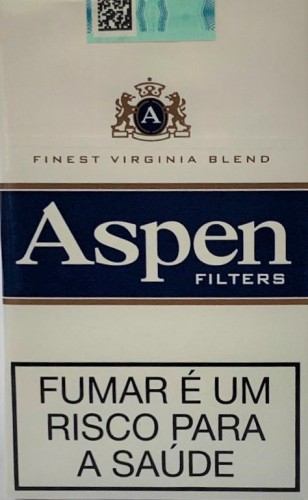 A
FINEST VIRGINIA BLEND
Aspen
FILTERS
FUMAR É UM
RISCO PARA
A SAÚDE